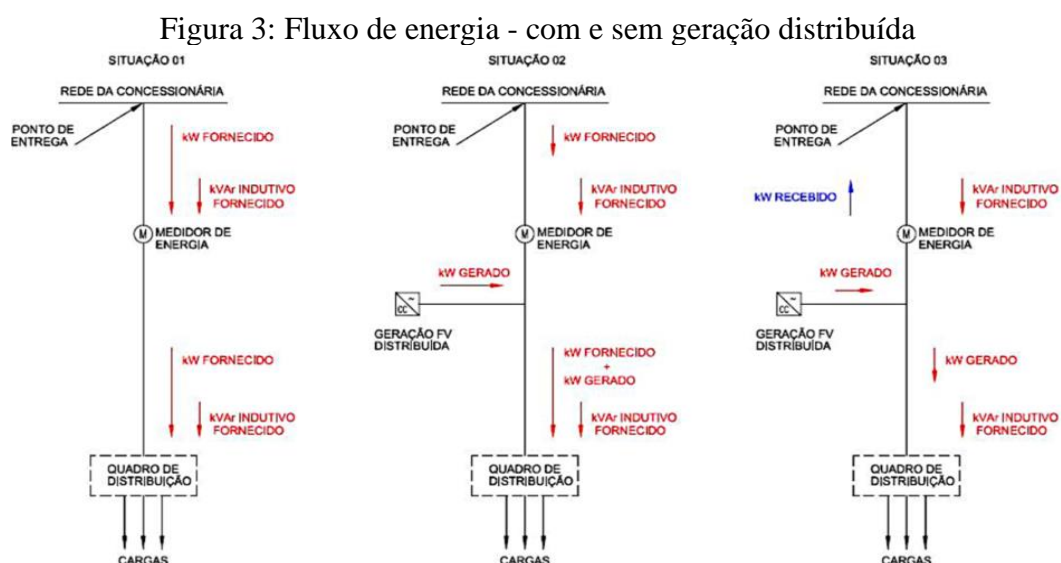 Figura 3: Fluxo de energia - com e sem geração distribuída
SITUAÇÃO 01
REDE DA CONCESSIONÁRIA
PONTO DE
ENTREGA
kW FORNECIDO
kVAr INDUTIVO
FORNECIDO
M
MEDIDOR DE
ENERGIA
kW FORNECIDO
kVAr INDUTIVO
FORNECIDO
QUADRO DE
DISTRIBUIÇÃO
CARGAS
SITUAÇÃO 02
REDE DA CONCESSIONÁRIA
PONTO DE
ENTREGA
kW FORNECIDO
kVAr INDUTIVO
FORNECIDO
M
MEDIDOR DE
ENERGIA
kW GERADO
CC ~
GERAÇÃO FV
DISTRIBUÍDA
kW FORNECIDO
+
kW GERADO
kVAr INDUTIVO
FORNECIDO
QUADRO DE
DISTRIBUIÇÃO
CARGAS
SITUAÇÃO 03
REDE DA CONCESSIONÁRIA
PONTO DE
ENTREGA
kW RECEBIDO
kVAr INDUTIVO
FORNECIDO
M
MEDIDOR DE
ENERGIA
kW GERADO
CC ~
GERAÇÃO FV
DISTRIBUÍDA
kW GERADO
kVAr INDUTIVO
FORNECIDO
QUADRO DE
DISTRIBUIÇÃO
CARGAS